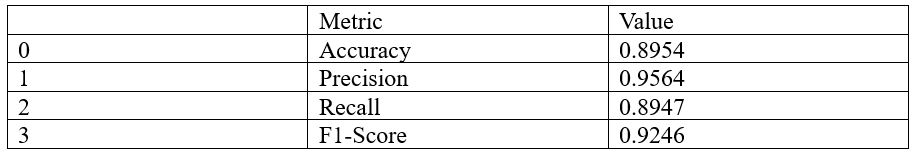 Metric Value
0 Accuracy 0.8954
1 Precision 0.9564
2 Recall 0.8947
3 F1-Score 0.9246